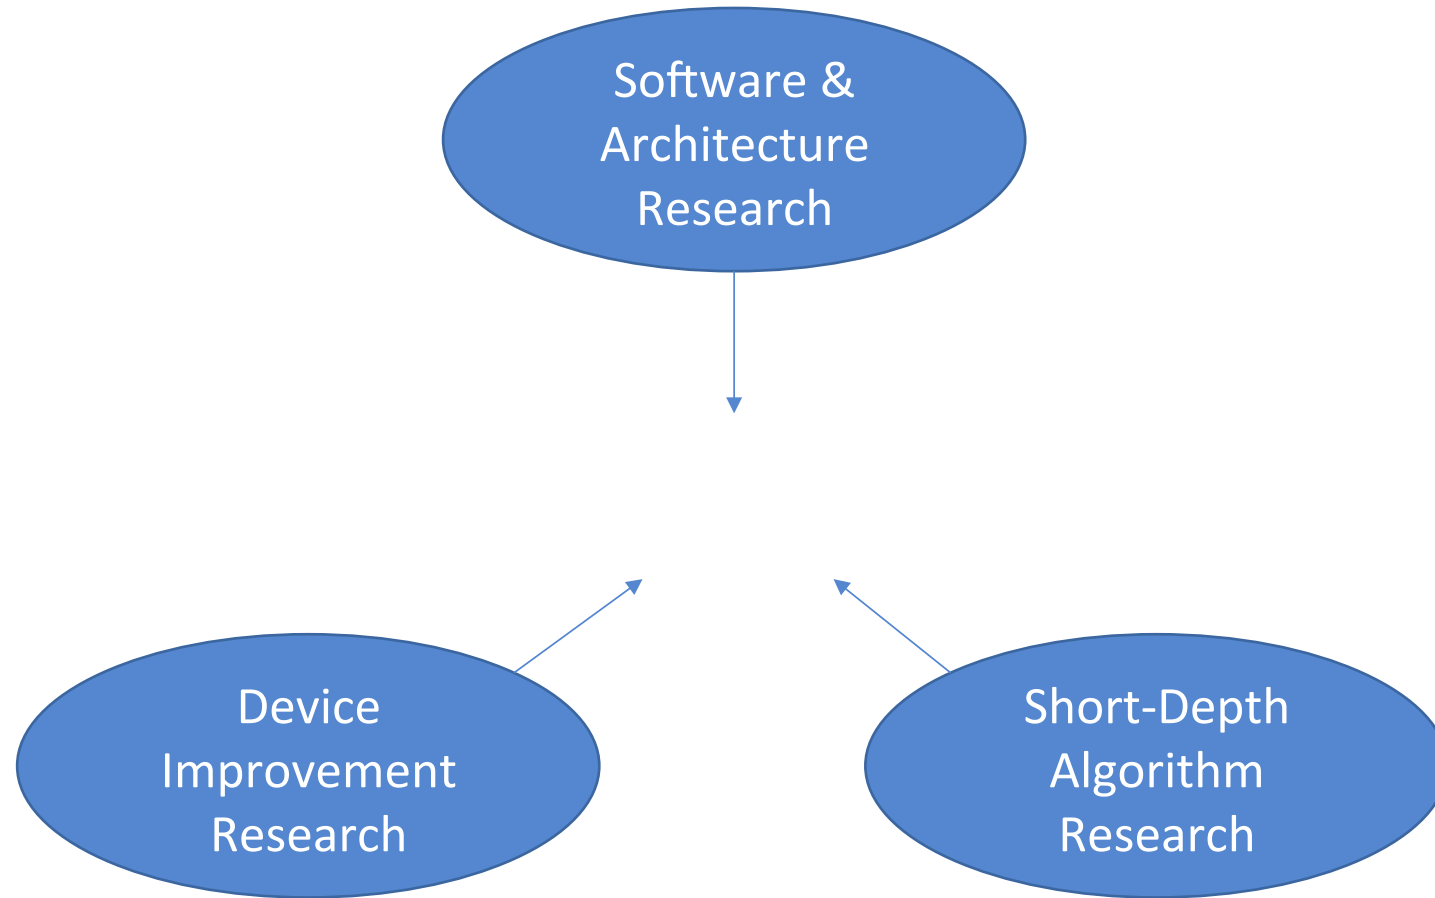 Software &
Architecture
Research
Device
Improvement
Research
Short-Depth
Algorithm
Research